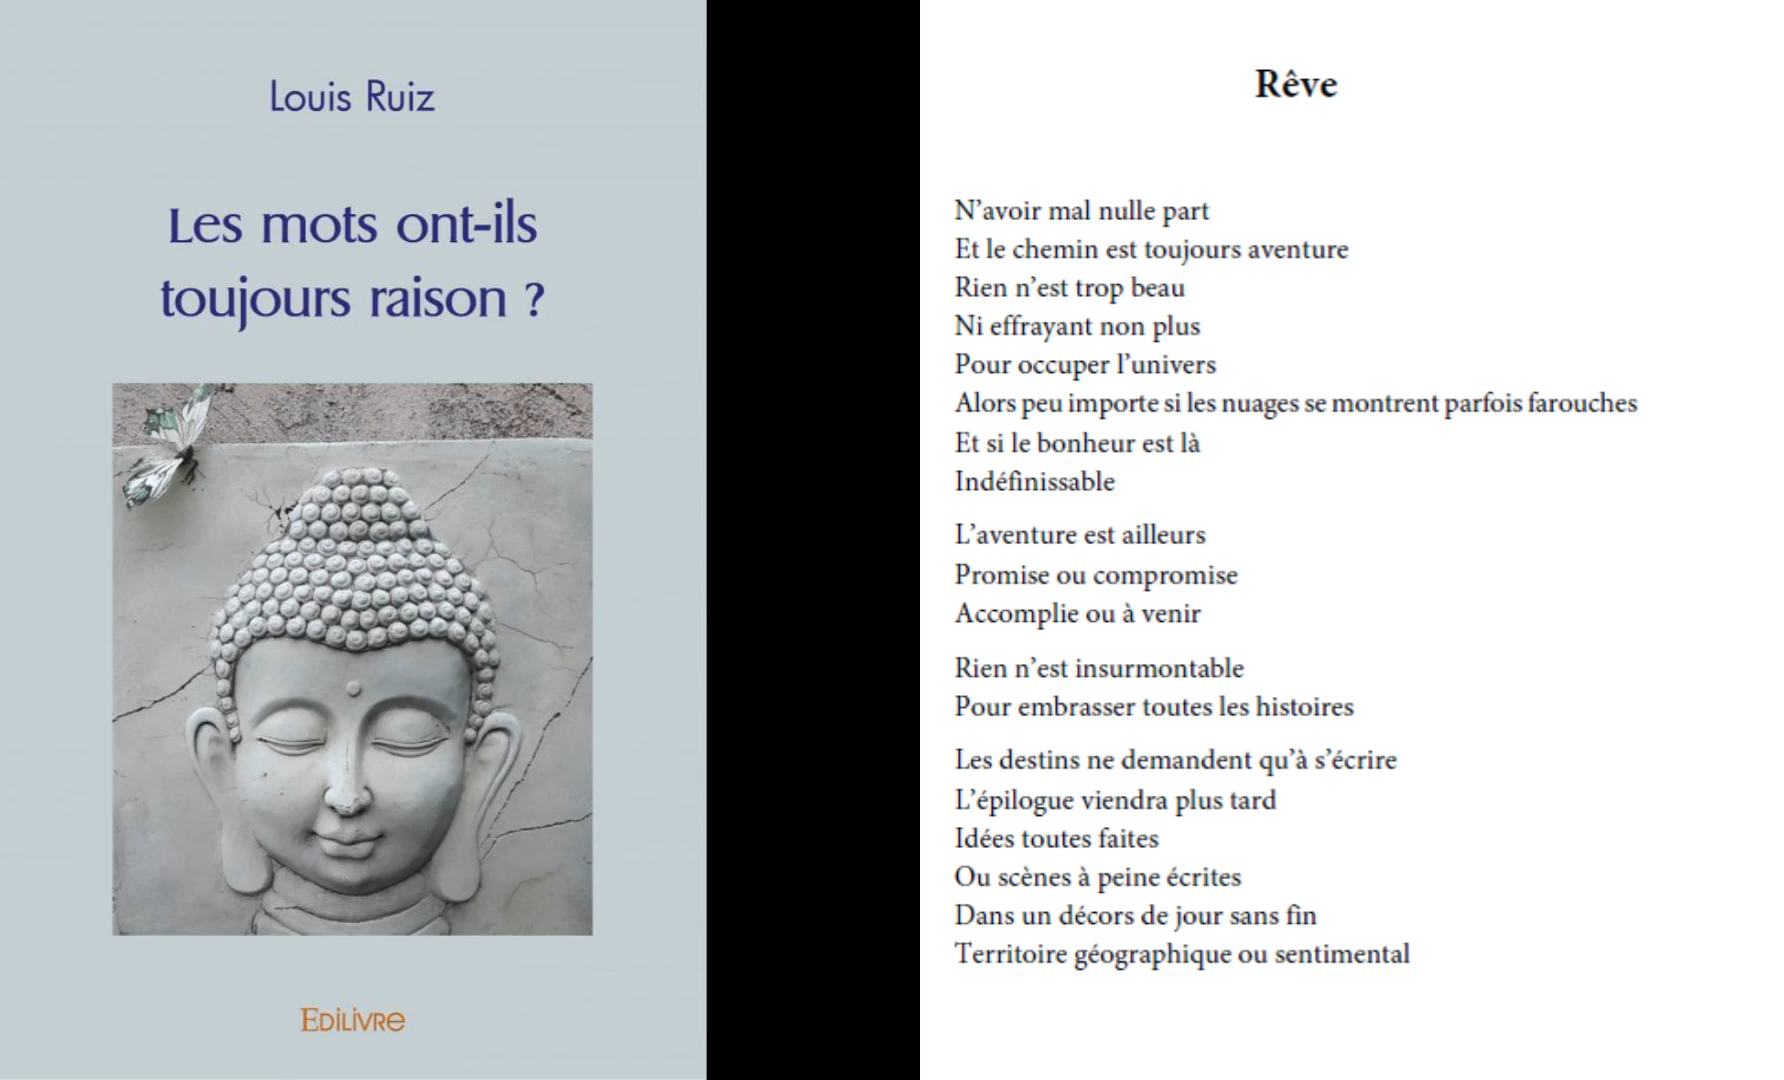 Louis Ruiz
Les mots ont-ils
toujours raison ?
EDiLivRe
Rêve
N’avoir mal nulle part
Et le chemin est toujours aventure
Rien n’est trop beau
Ni effrayant non plus
Pour occuper l’univers
Alors peu importe si les nuages se montrent parfois farouches
Et si le bonheur est là
Indéfinissable
L’aventure est ailleurs
Promise ou compromise
Accomplie ou à venir
Rien n’est insurmontable
Pour embrasser toutes les histoires
Les destins ne demandent qu’à s’écrire
L’épilogue viendra plus tard
Idées toutes faites
Ou scènes à peine écrites
Dans un décors de jour sans fin
Territoire géographique ou sentimental